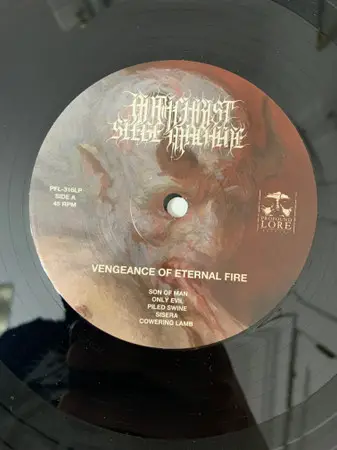 ANTICHRIST
SIEGE MACHINE
PFL-316LP
SIDE A
45 RPM
PROFOUND
LORE
VENGEANCE OF ETERNAL FIRE
SON OF MAN
ONLY EVIL
PILED SWINE
SISERA
COWERING LAMB